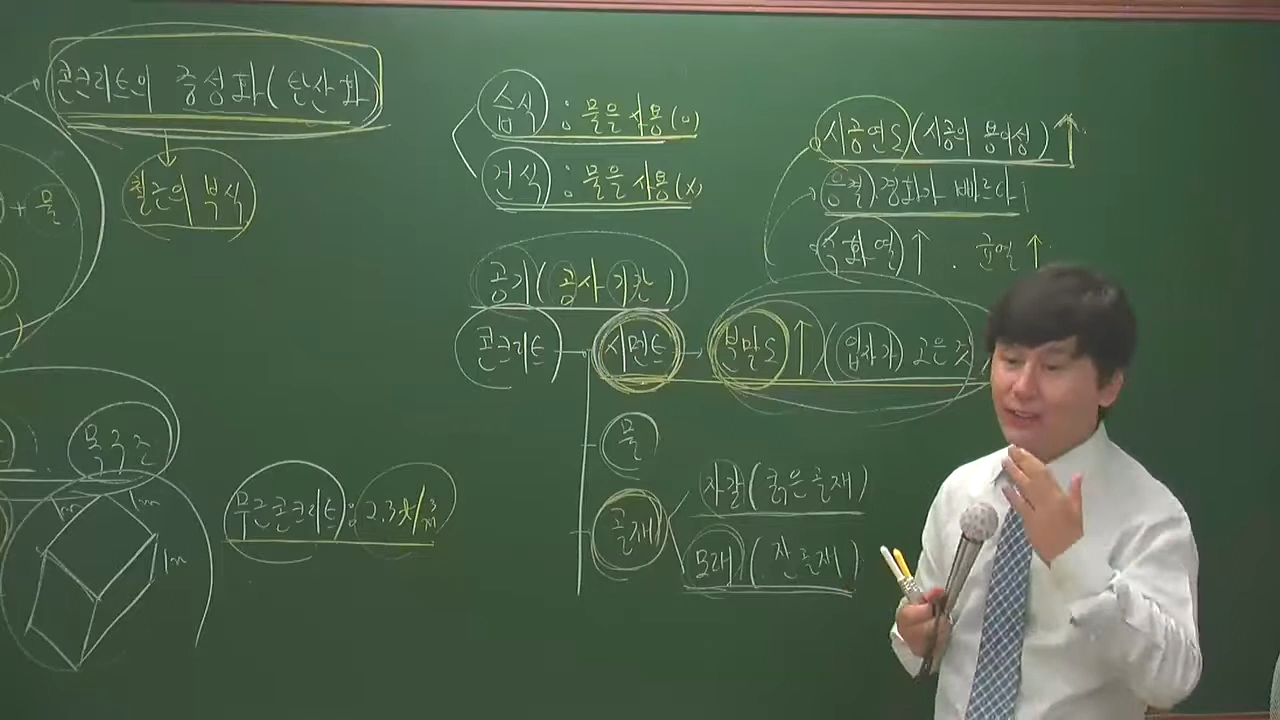 콘크리트의 중성화(탄산화
철근의 부식
+ 물
목구조
1m 1m
1m
무근콘크리트 : 2.3t/m³
습식 : 물을 사용(o)
건식 : 물을 사용(x)
공기(공사 기간)
콘크리트
시멘트
분말도↑(입자가 고운 것
물
골재
자갈(굵은골재)
모래(잔골재)
시공연도(시공의 용이성)↑
응결).경화가 빠르다
수화열↑. 균열↑